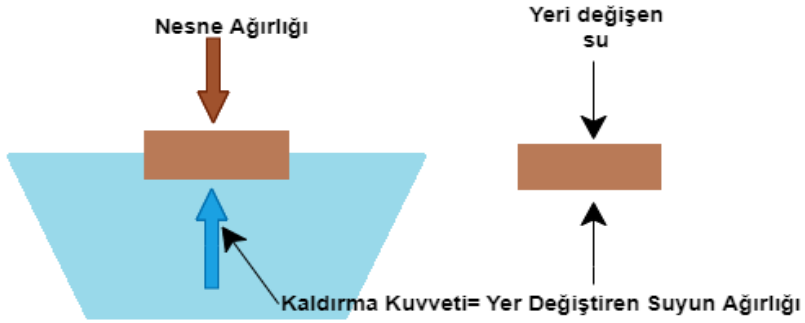 Nesne Ağırlığı
Yeri değişen
su
Kaldırma Kuvveti= Yer Değiştiren Suyun Ağırlığı